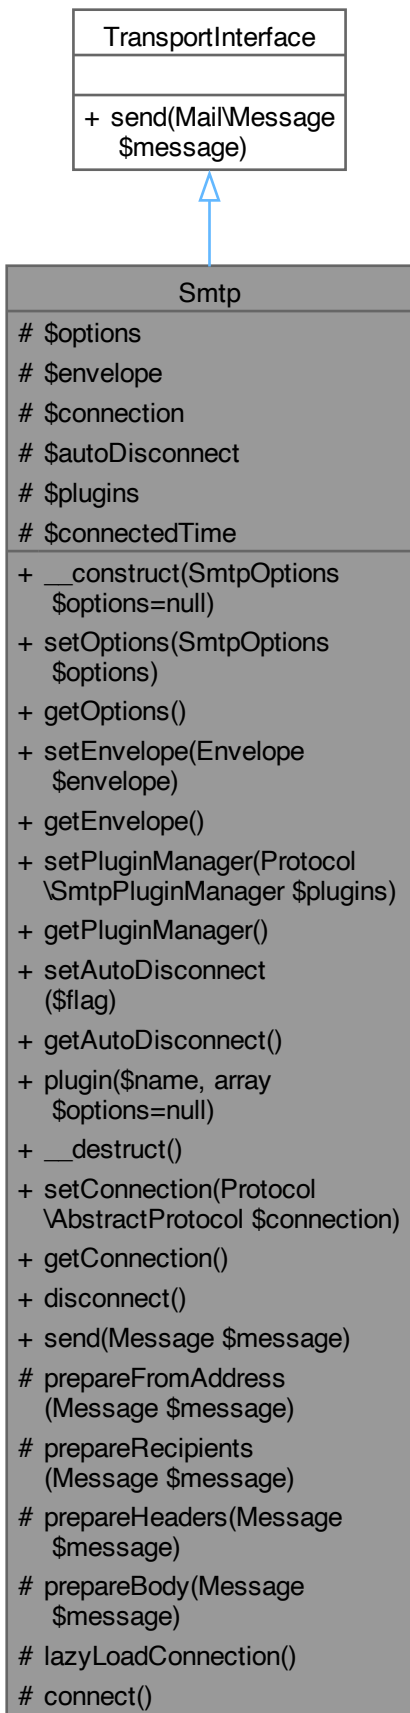 TransportInterface
+ send(Mail\Message
$message)
Smtp
# $options
# $envelope
# $connection
# $autoDisconnect
# $plugins
# $connectedTime
+ __construct(SmtpOptions
$options=null)
+ setOptions(SmtpOptions
$options)
+ getOptions()
+ setEnvelope(Envelope
$envelope)
+ getEnvelope()
+ setPluginManager(Protocol
\SmtpPluginManager $plugins)
+ getPluginManager()
+ setAutoDisconnect
($flag)
+ getAutoDisconnect()
+ plugin($name, array
$options=null)
+ __destruct()
+ setConnection(Protocol
\AbstractProtocol $connection)
+ getConnection()
+ disconnect()
+ send(Message $message)
# prepareFromAddress
(Message $message)
# prepareRecipients
(Message $message)
# prepareHeaders(Message
$message)
# prepareBody(Message
$message)
# lazyLoadConnection()
# connect()